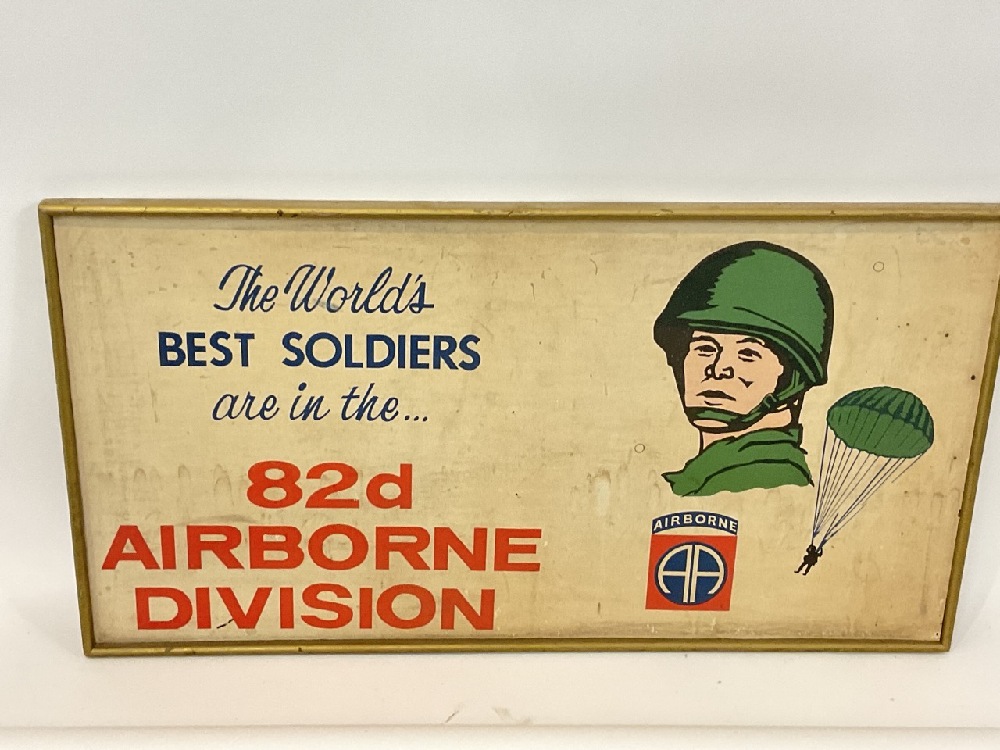 The World's
BEST SOLDIERS
are in the...
82d
AIRBORNE
DIVISION
AIRBORNE
AA